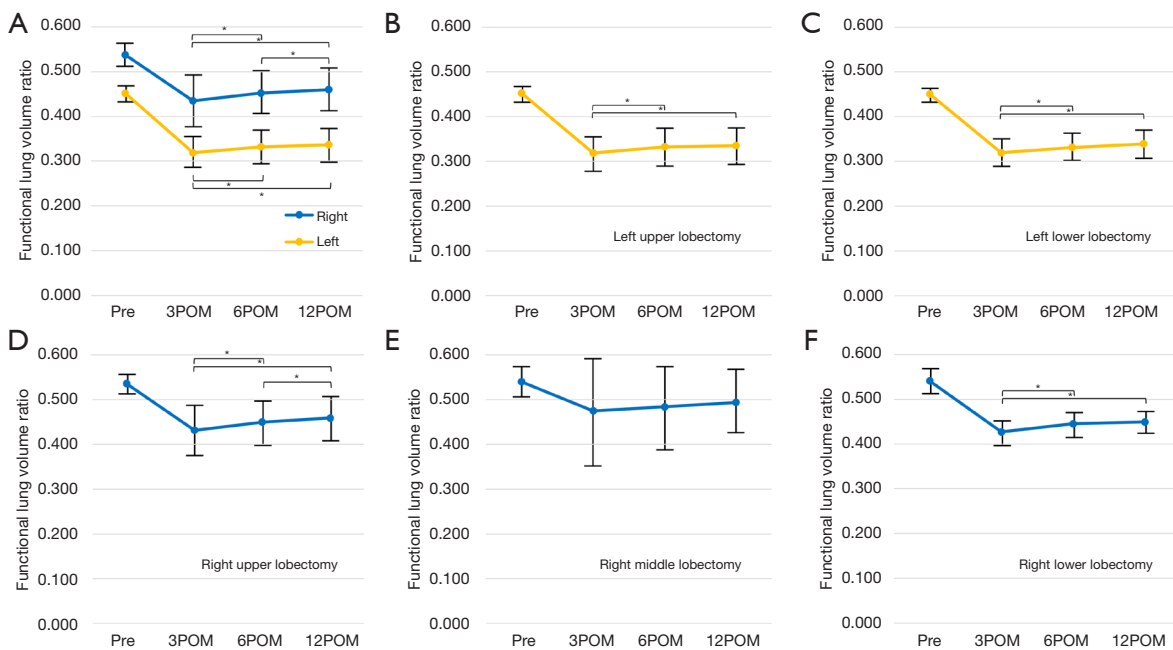 A
Functional lung volume ratio
0.600
0.500
0.400
0.300
0.200
0.100
0.000
*
*
*
*
*
Right
Left
Pre 3POM 6POM 12POM
B
Functional lung volume ratio
0.600
0.500
0.400
0.300
0.200
0.100
0.000
*
*
Left upper lobectomy
Pre 3POM 6POM 12POM
C
Functional lung volume ratio
0.600
0.500
0.400
0.300
0.200
0.100
0.000
*
*
Left lower lobectomy
Pre 3POM 6POM 12POM
D
Functional lung volume ratio
0.600
0.500
0.400
0.300
0.200
0.100
0.000
*
*
*
Right upper lobectomy
Pre 3POM 6POM 12POM
E
Functional lung volume ratio
0.600
0.500
0.400
0.300
0.200
0.100
0.000
Right middle lobectomy
Pre 3POM 6POM 12POM
F
Functional lung volume ratio
0.600
0.500
0.400
0.300
0.200
0.100
0.000
*
*
Right lower lobectomy
Pre 3POM 6POM 12POM